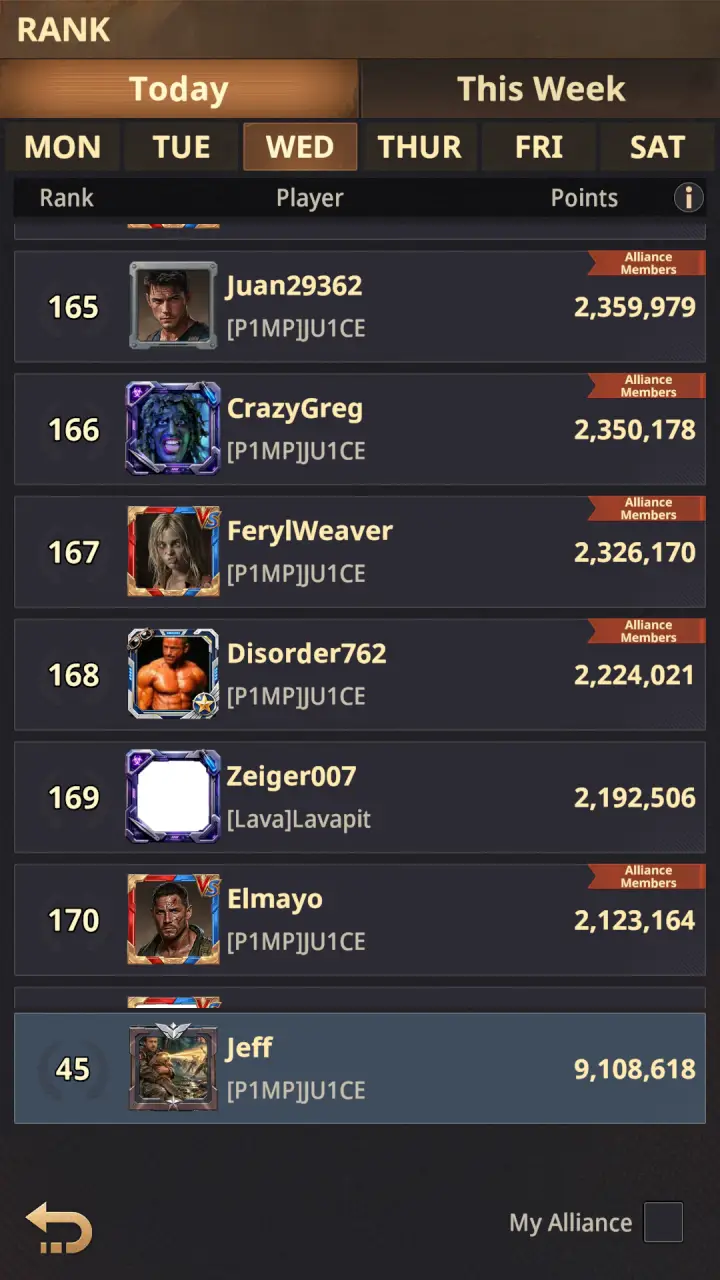 RANK
Today
This Week
MON
TUE
WED
THUR
FRI
SAT
Rank
Player
Points
i
165
Juan29362
[P1MP]JU1CE
Alliance
Members
2,359,979
166
CrazyGreg
[P1MP]JU1CE
Alliance
Members
2,350,178
167
VS
FerylWeaver
[P1MP]JU1CE
Alliance
Members
2,326,170
168
Disorder762
[P1MP]JU1CE
Alliance
Members
2,224,021
169
Zeiger007
[Lava]Lavapit
2,192,506
170
VS
Elmayo
[P1MP]JU1CE
Alliance
Members
2,123,164
45
Jeff
[P1MP]JU1CE
9,108,618
My Alliance